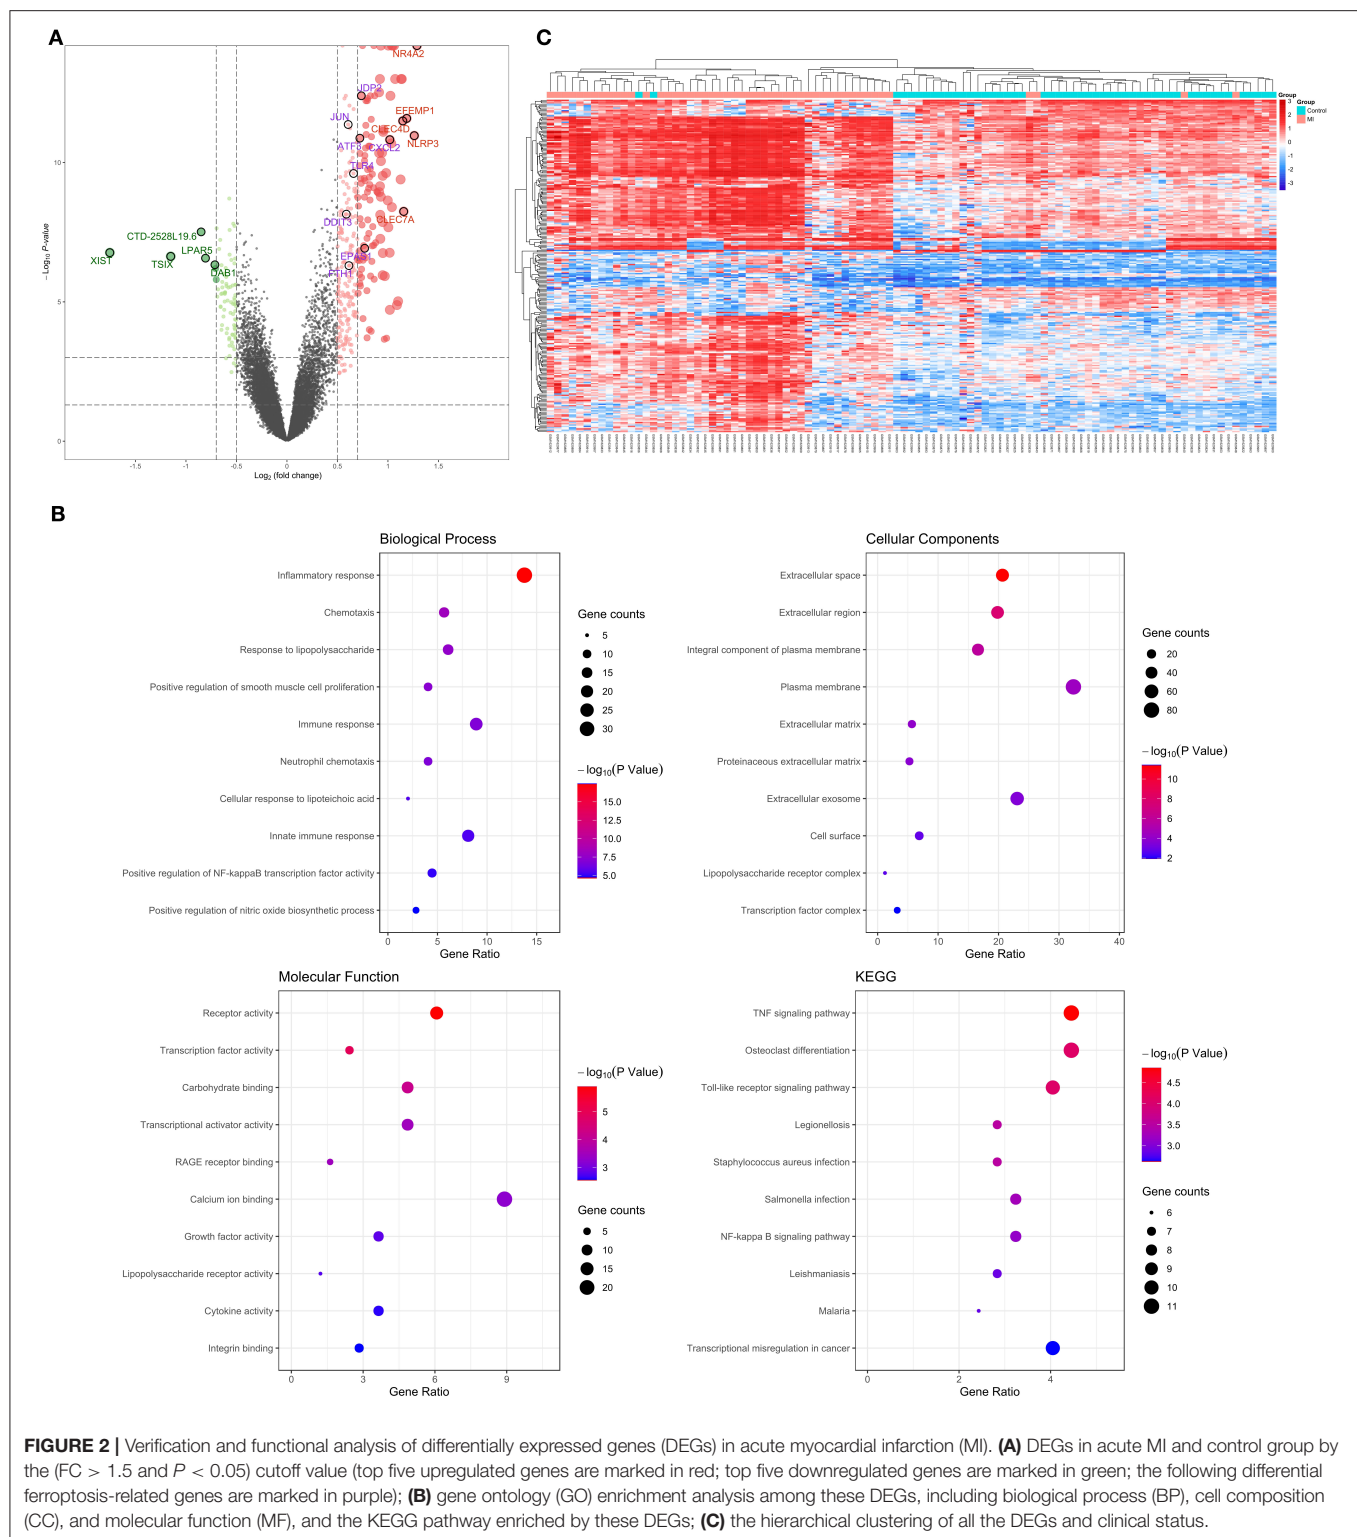 A
NR4A2
JDP2
EFEMP1
JUN
CLEC4D
ATF3
CXCL2
NLRP3
TLR4
DDIT3
CLEC7A
CTD-2528L19.6
XIST
TSIX
LPAR5
DAB1
EPAS1
FTH1
10
5
0
−Log10 P-value
-1.5
-1
-0.5
0
0.5
1
1.5
Log2 (fold change)
C
Group
3
2
1
0
-1
-2
-3
Group
Control
MI
B
Biological Process
Inflammatory response
Chemotaxis
Response to lipopolysaccharide
Positive regulation of smooth muscle cell proliferation
Immune response
Neutrophil chemotaxis
Cellular response to lipoteichoic acid
Innate immune response
Positive regulation of NF-kappaB transcription factor activity
Positive regulation of nitric oxide biosynthetic process
0
5
10
15
Gene Ratio
Gene counts
5
10
15
20
25
30
−log10(P Value)
15.0
12.5
10.0
7.5
5.0
Cellular Components
Extracellular space
Extracellular region
Integral component of plasma membrane
Plasma membrane
Extracellular matrix
Proteinaceous extracellular matrix
Extracellular exosome
Cell surface
Lipopolysaccharide receptor complex
Transcription factor complex
0
10
20
30
40
Gene Ratio
Gene counts
20
40
60
80
−log10(P Value)
10
8
6
4
2
Molecular Function
Receptor activity
Transcription factor activity
Carbohydrate binding
Transcriptional activator activity
RAGE receptor binding
Calcium ion binding
Growth factor activity
Lipopolysaccharide receptor activity
Cytokine activity
Integrin binding
0
3
6
9
Gene Ratio
−log10(P Value)
5
4
3
Gene counts
5
10
15
20
KEGG
TNF signaling pathway
Osteoclast differentiation
Toll-like receptor signaling pathway
Legionellosis
Staphylococcus aureus infection
Salmonella infection
NF-kappa B signaling pathway
Leishmaniasis
Malaria
Transcriptional misregulation in cancer
0
2
4
Gene Ratio
−log10(P Value)
4.5
4.0
3.5
3.0
Gene counts
6
7
8
9
10
11
FIGURE 2 | Verification and functional analysis of differentially expressed genes (DEGs) in acute myocardial infarction (MI). (A) DEGs in acute MI and control group by
the (FC > 1.5 and P < 0.05) cutoff value (top five upregulated genes are marked in red; top five downregulated genes are marked in green; the following differential
ferroptosis-related genes are marked in purple); (B) gene ontology (GO) enrichment analysis among these DEGs, including biological process (BP), cell composition
(CC), and molecular function (MF), and the KEGG pathway enriched by these DEGs; (C) the hierarchical clustering of all the DEGs and clinical status.